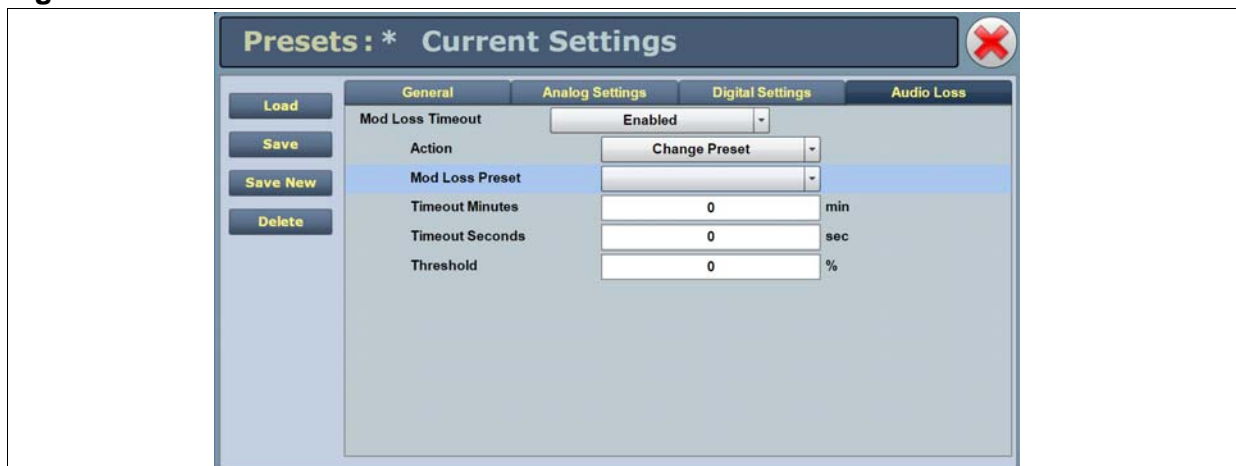 Presets: * Current Settings
Load
Save
Save New
Delete
General Analog Settings Digital Settings Audio Loss
Mod Loss Timeout Enabled
Action Change Preset
Mod Loss Preset
Timeout Minutes 0 min
Timeout Seconds 0 sec
Threshold 0 %